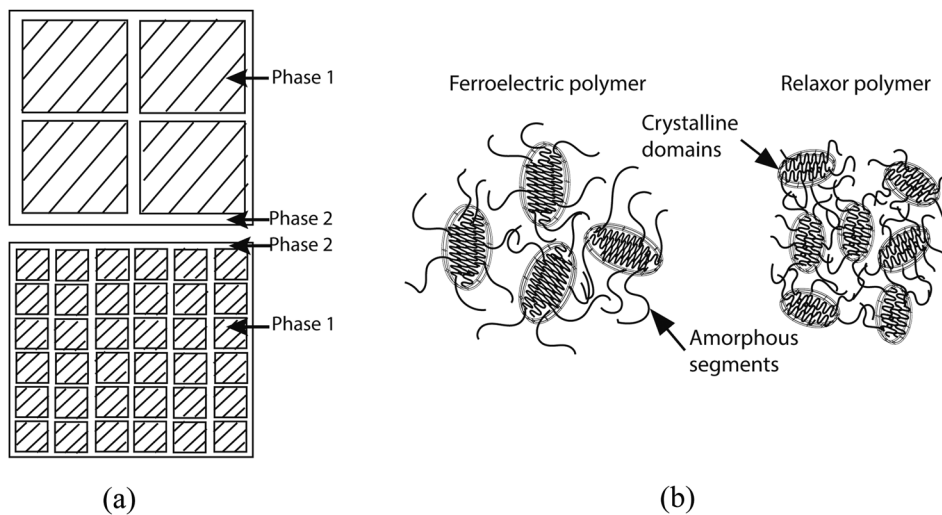 Phase 1
Phase 2
Phase 2
Phase 1
(a)
Ferroelectric polymer
Relaxor polymer
Crystalline
domains
Amorphous
segments
(b)